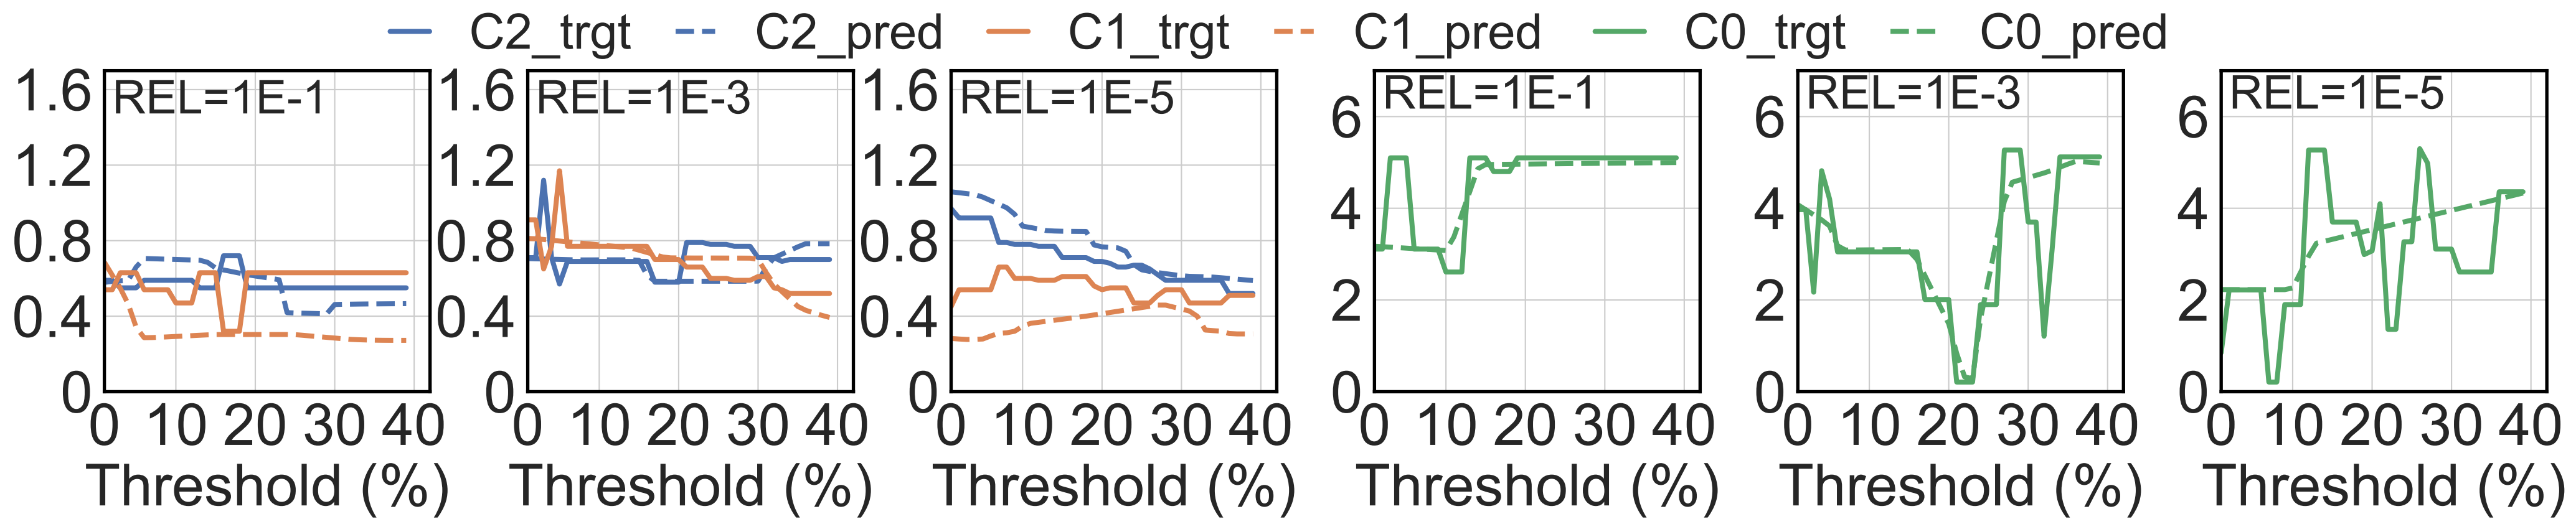 C2_trgt C2_pred C1_trgt C1_pred C0_trgt C0_pred
REL=1E-1 REL=1E-3 REL=1E-5 REL=1E-1 REL=1E-3 REL=1E-5
1.6 1.6 1.6 6 6 6
1.2 1.2 1.2 4 4 4
0.8 0.8 0.8 2 2 2
0.4 0.4 0.4
0 0 0 0 0 0
0 10 20 30 40 0 10 20 30 40 0 10 20 30 40 0 10 20 30 40 0 10 20 30 40 0 10 20 30 40
Threshold (%) Threshold (%) Threshold (%) Threshold (%) Threshold (%) Threshold (%)